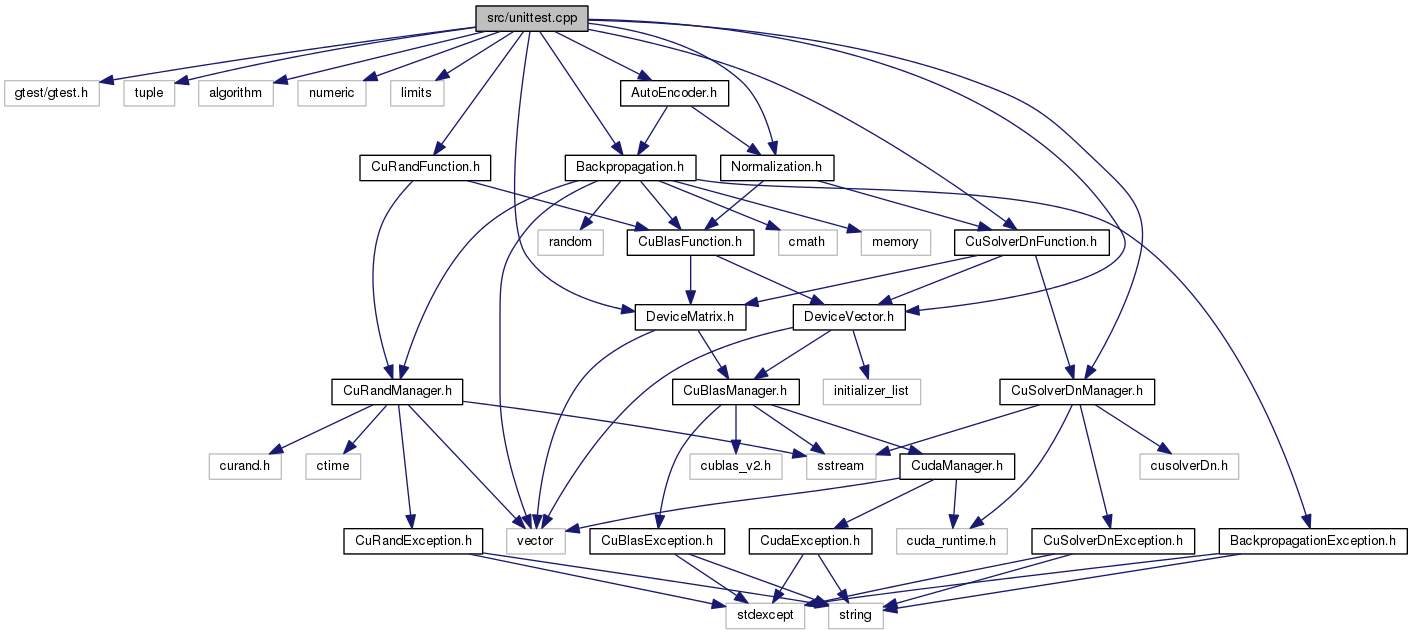 src/unittest.cpp
gtest/gtest.h
tuple
algorithm
numeric
limits
AutoEncoder.h
CuRandFunction.h
Backpropagation.h
Normalization.h
random
CuBlasFunction.h
cmath
memory
CuSolverDnFunction.h
DeviceMatrix.h
DeviceVector.h
CuRandManager.h
CuBlasManager.h
initializer_list
CuSolverDnManager.h
curand.h
ctime
cublas_v2.h
sstream
CudaManager.h
cusolverDn.h
CuRandException.h
vector
CuBlasException.h
CudaException.h
cuda_runtime.h
CuSolverDnException.h
BackpropagationException.h
stdexcept
string